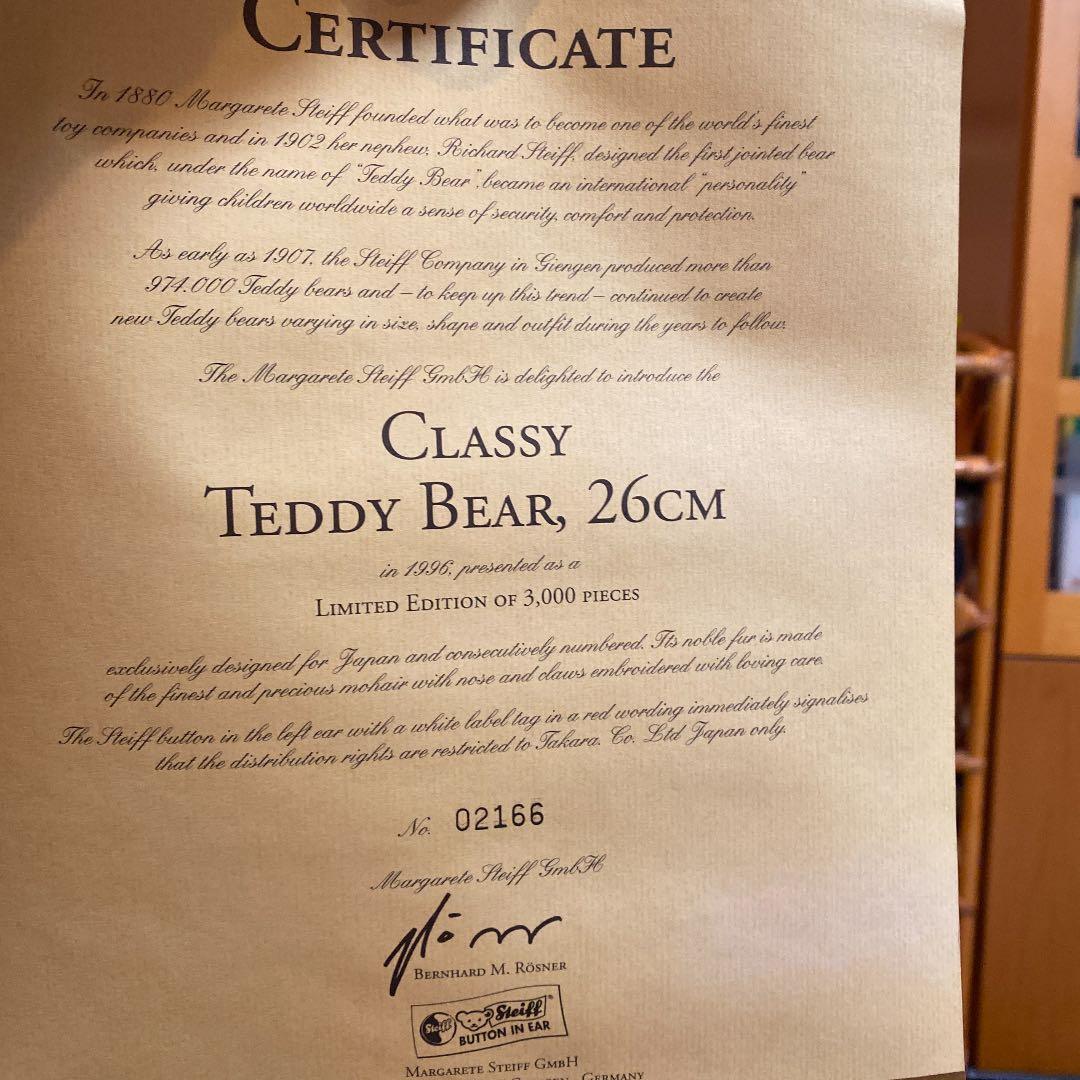 CERTIFICATE
In 1880 Margarete Steiff founded what was to become one of the world's finest
toy companies and in 1902 her nephew, Richard Steiff, designed the first jointed bear
which, under the name of "Teddy Bear", became an international "personality"
giving children worldwide a sense of security, comfort and protection.
As early as 1907, the Steiff Company in Giengen produced more than
974.000 Teddy bears and – to keep up this trend – continued to create
new Teddy bears varying in size, shape and outfit during the years to follow.
The Margarete Steiff GmbH is delighted to introduce the
CLASSY
TEDDY BEAR, 26CM
in 1996, presented as a
LIMITED EDITION OF 3,000 PIECES
exclusively designed for Japan and consecutively numbered. Its noble fur is made
of the finest and precious mohair with nose and claws embroidered with loving care.
The Steiff button in the left ear with a white label tag in a red wording immediately signalises
that the distribution rights are restricted to Takara. Co. Ltd Japan only.
No. 02166
Margarete Steiff GmbH
BERNHARD M. RÖSNER
Steiff Steiff®
BUTTON IN EAR
MARGARETE STEIFF GMBH
GERMANY